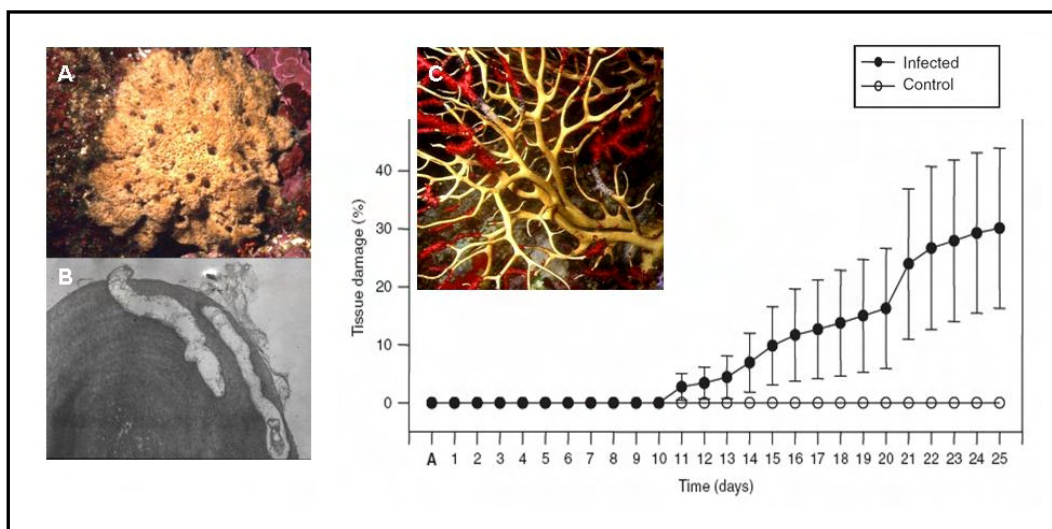 A
B
C
Infected
Control
Tissue damage (%)
40
30
20
10
0
A 1 2 3 4 5 6 7 8 9 10 11 12 13 14 15 16 17 18 19 20 21 22 23 24 25
Time (days)